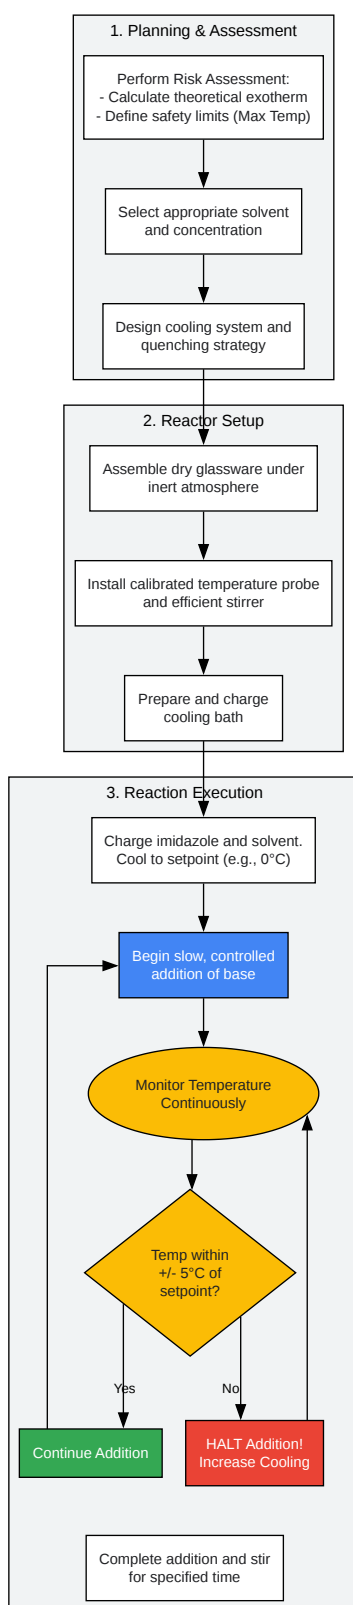 1. Planning & Assessment
Perform Risk Assessment:
- Calculate theoretical exotherm
- Define safety limits (Max Temp)
Select appropriate solvent
and concentration
Design cooling system and
quenching strategy
2. Reactor Setup
Assemble dry glassware under
inert atmosphere
Install calibrated temperature probe
and efficient stirrer
Prepare and charge
cooling bath
3. Reaction Execution
Charge imidazole and solvent.
Cool to setpoint (e.g., 0°C)
Begin slow, controlled
addition of base
Monitor Temperature
Continuously
Temp within
+/- 5°C of
setpoint?
Yes
No
Continue Addition
HALT Addition!
Increase Cooling
Complete addition and stir
for specified time